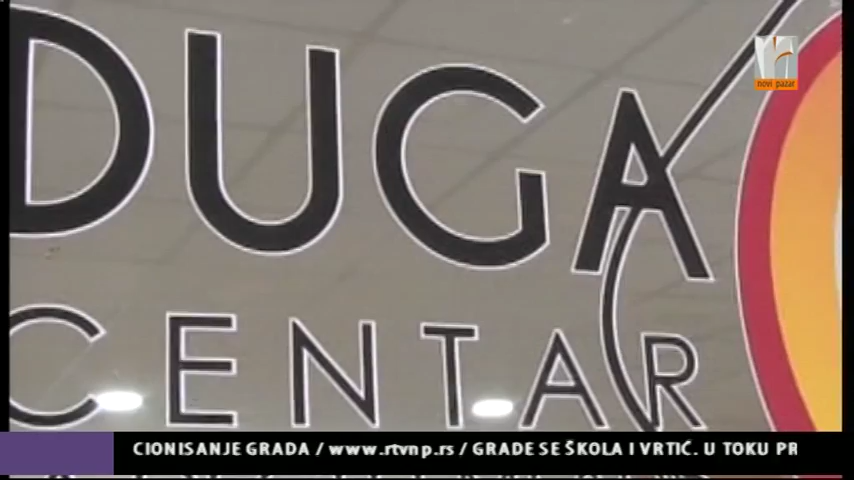 novi pazar
DUGA
CENTAR
CIONISANJE GRADA / www.rtvnp.rs / GRADE SE ŠKOLA I VRTIĆ. U TOKU PR